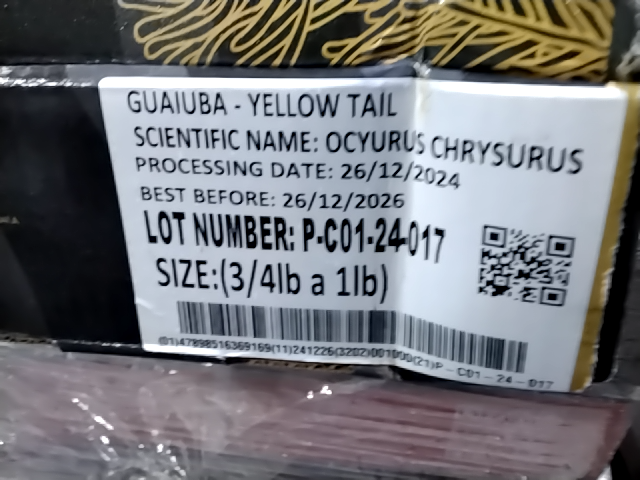 GUAIUBA - YELLOW TAIL
SCIENTIFIC NAME: OCYURUS CHRYSURUS
PROCESSING DATE: 26/12/2024
BEST BEFORE: 26/12/2026
LOT NUMBER: P-C01-24-017
SIZE:(3/4lb a 1lb)
(01)47898516369169(11)241226(3202)001000(21)P-C01-24-017